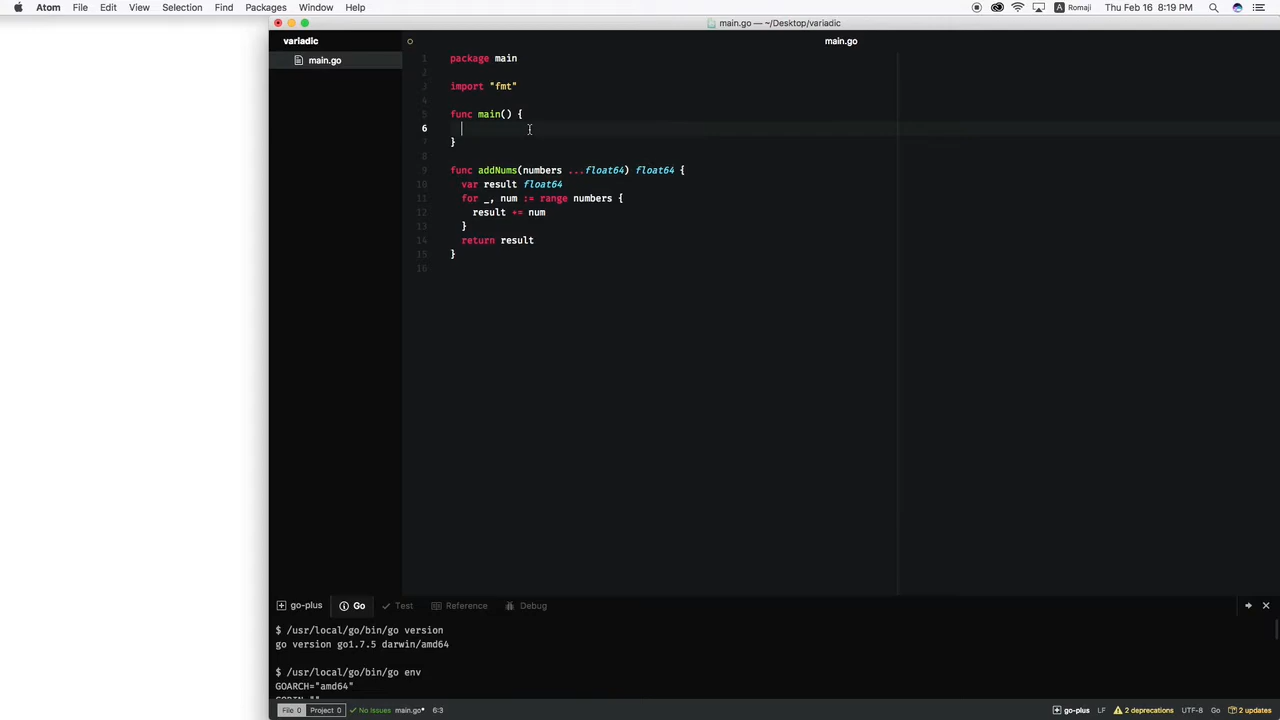 Atom File Edit View Selection Find Packages Window Help Romaji Thu Feb 16 8:19 PM
main.go — ~/Desktop/variadic
variadic
main.go
main.go
1 package main
2
3 import "fmt"
4
5 func main() {
6
7 }
8
9 func addNums(numbers ...float64) float64 {
10 var result float64
11 for _, num := range numbers {
12 result += num
13 }
14 return result
15 }
16
go-plus Go Test Reference Debug
$ /usr/local/go/bin/go version
go version go1.7.5 darwin/amd64
$ /usr/local/go/bin/go env
GOARCH="amd64"
File 0 Project 0 No Issues main.go* 6:3 go-plus LF 2 deprecations UTF-8 Go 2 updates